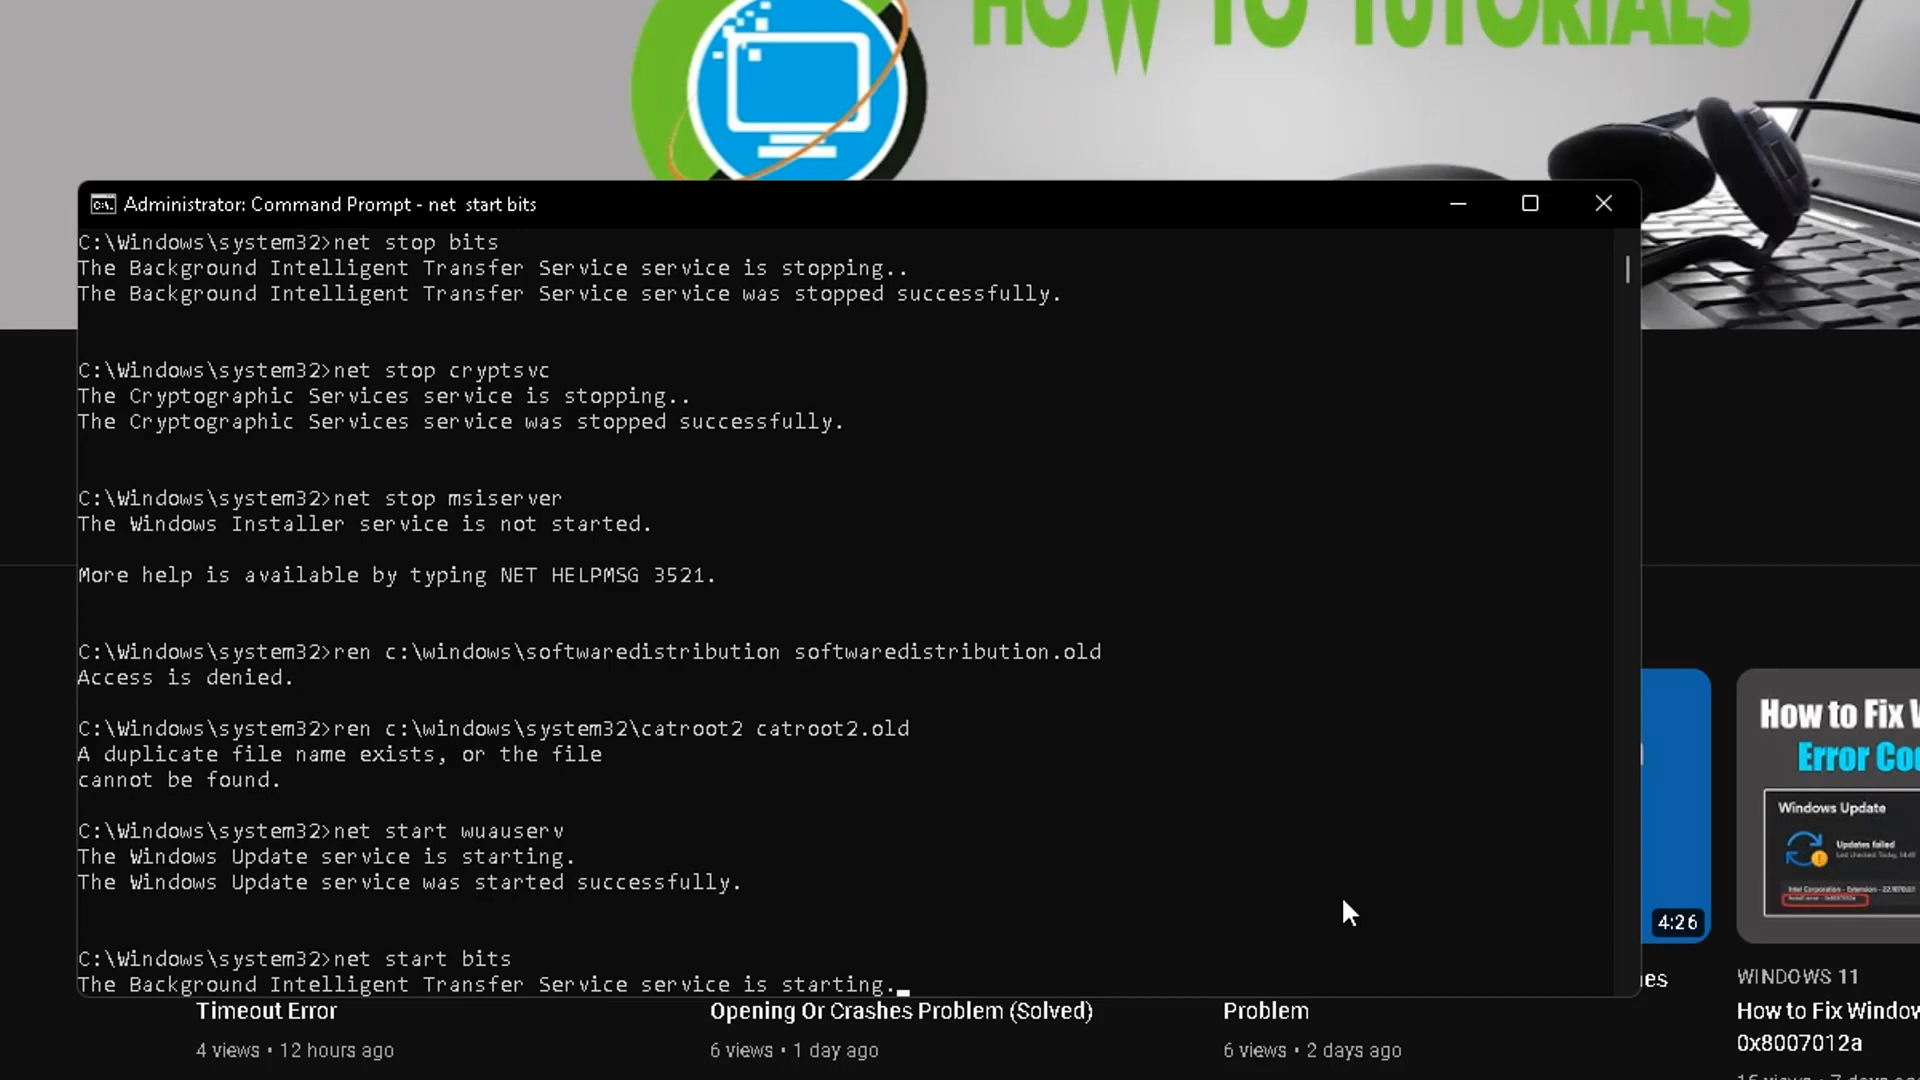 HOW TO TUTORIALS
Administrator: Command Prompt - net  start bits
C:\Windows\system32>net stop bits
The Background Intelligent Transfer Service service is stopping..
The Background Intelligent Transfer Service service was stopped successfully.
C:\Windows\system32>net stop cryptsvc
The Cryptographic Services service is stopping..
The Cryptographic Services service was stopped successfully.
C:\Windows\system32>net stop msiserver
The Windows Installer service is not started.
More help is available by typing NET HELPMSG 3521.
C:\Windows\system32>ren c:\windows\softwaredistribution softwaredistribution.old
Access is denied.
C:\Windows\system32>ren c:\windows\system32\catroot2 catroot2.old
A duplicate file name exists, or the file
cannot be found.
C:\Windows\system32>net start wuauserv
The Windows Update service is starting.
The Windows Update service was started successfully.
C:\Windows\system32>net start bits
The Background Intelligent Transfer Service service is starting.
How to Fix W
Error Co
Windows Update
Updates failed
4:26
Timeout Error
4 views • 12 hours ago
Opening Or Crashes Problem (Solved)
6 views • 1 day ago
Problem
6 views • 2 days ago
es
WINDOWS 11
How to Fix Window
0x8007012a